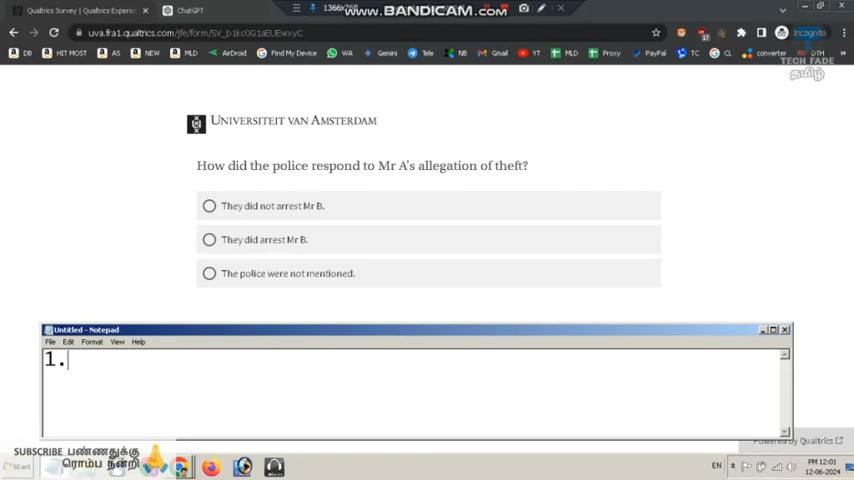 Qualtrics Survey | Qualtrics Experie
ChatGPT
1366x768
www.BANDICAM.com
uva.fra1.qualtrics.com/jfe/form/SV_b1kc0G1aEUEwxyC
Incognito
DB
HIT MOST
AS
NEW
MLD
AirDroid
Find My Device
WA
Gemini
Tele
NB
Gmail
YT
MLD
Proxy
PayPal
TC
CL
converter
DTH
TECH FADE
தமிழ்
UNIVERSITEIT VAN AMSTERDAM
How did the police respond to Mr A's allegation of theft?
They did not arrest Mr B.
They did arrest Mr B.
The police were not mentioned.
Untitled - Notepad
File Edit Format View Help
1.
Powered by Qualtrics
SUBSCRIBE பண்ணதுக்கு
ரொம்ப நன்றி
Start
EN
PM 12:01
12-06-2024